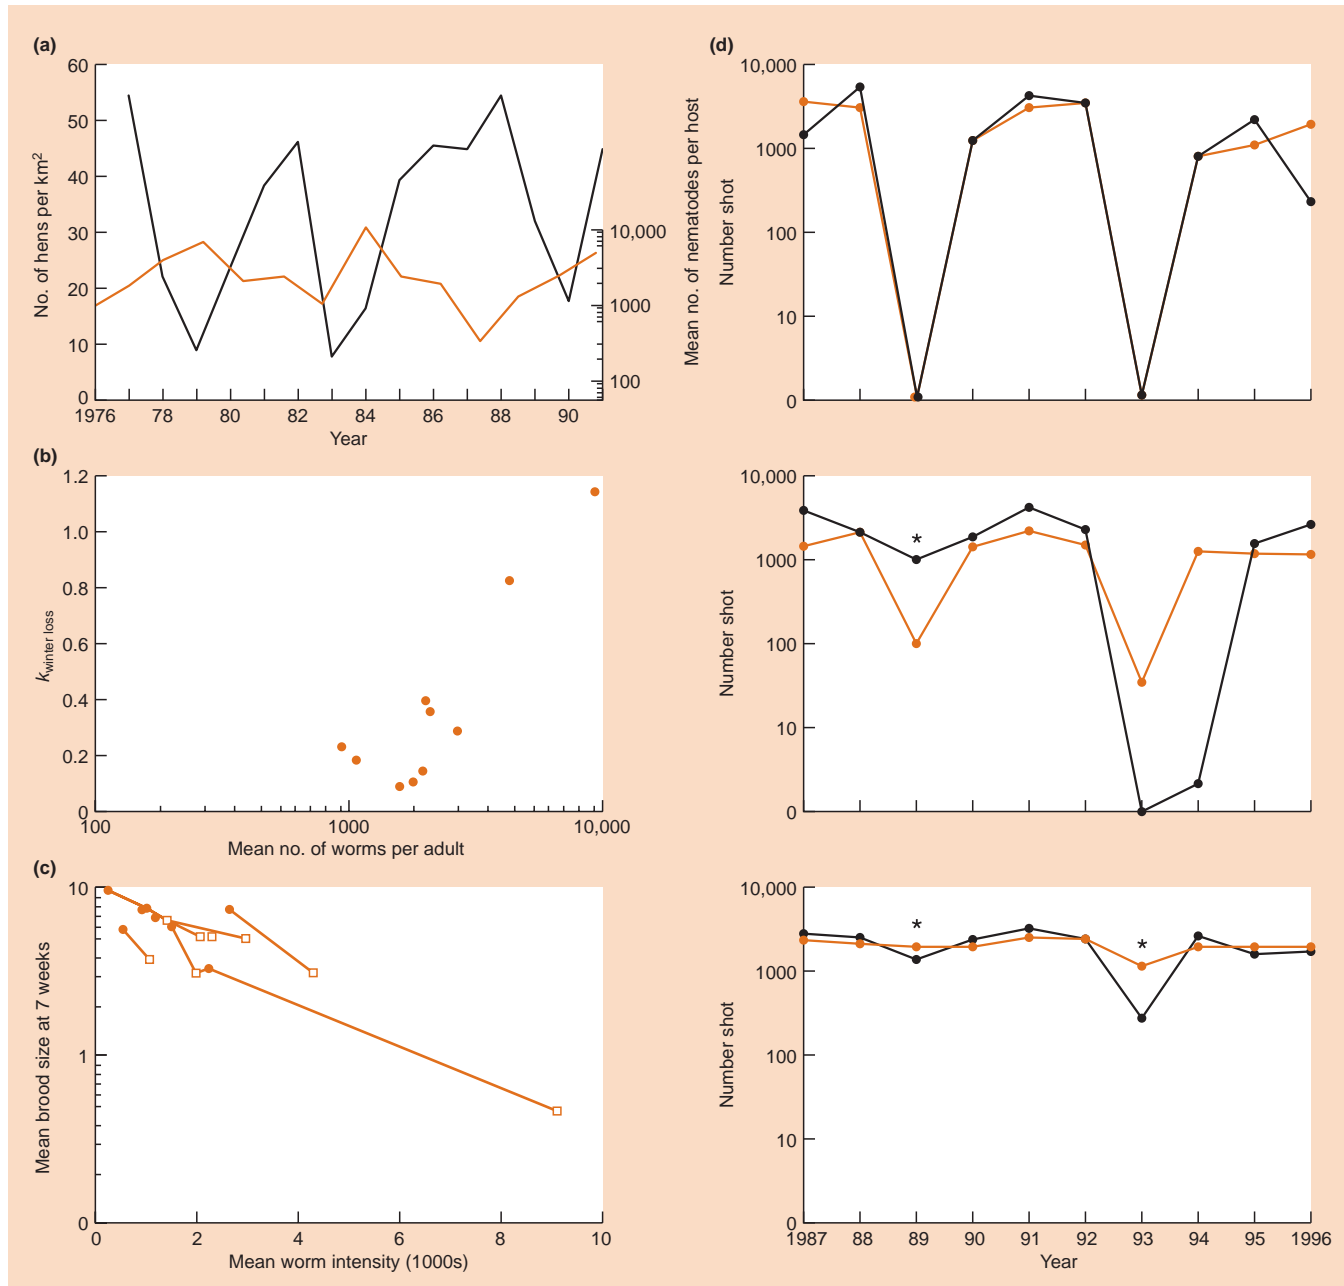 (a)
60
50
40
30
20
10
0
No. of hens per km²
10,000
1000
100
Mean no. of nematodes per host
1976 78 80 82 84 86 88 90
Year
(b)
1.2
1.0
0.8
0.6
0.4
0.2
0
k winter loss
100 1000 10,000
Mean no. of worms per adult
(c)
10
1
0
Mean brood size at 7 weeks
0 2 4 6 8 10
Mean worm intensity (1000s)
(d)
10,000
1000
100
10
0
Number shot
10,000
1000
100
10
0
Number shot
*
10,000
1000
100
10
0
Number shot
* *
1987 88 89 90 91 92 93 94 95 1996
Year